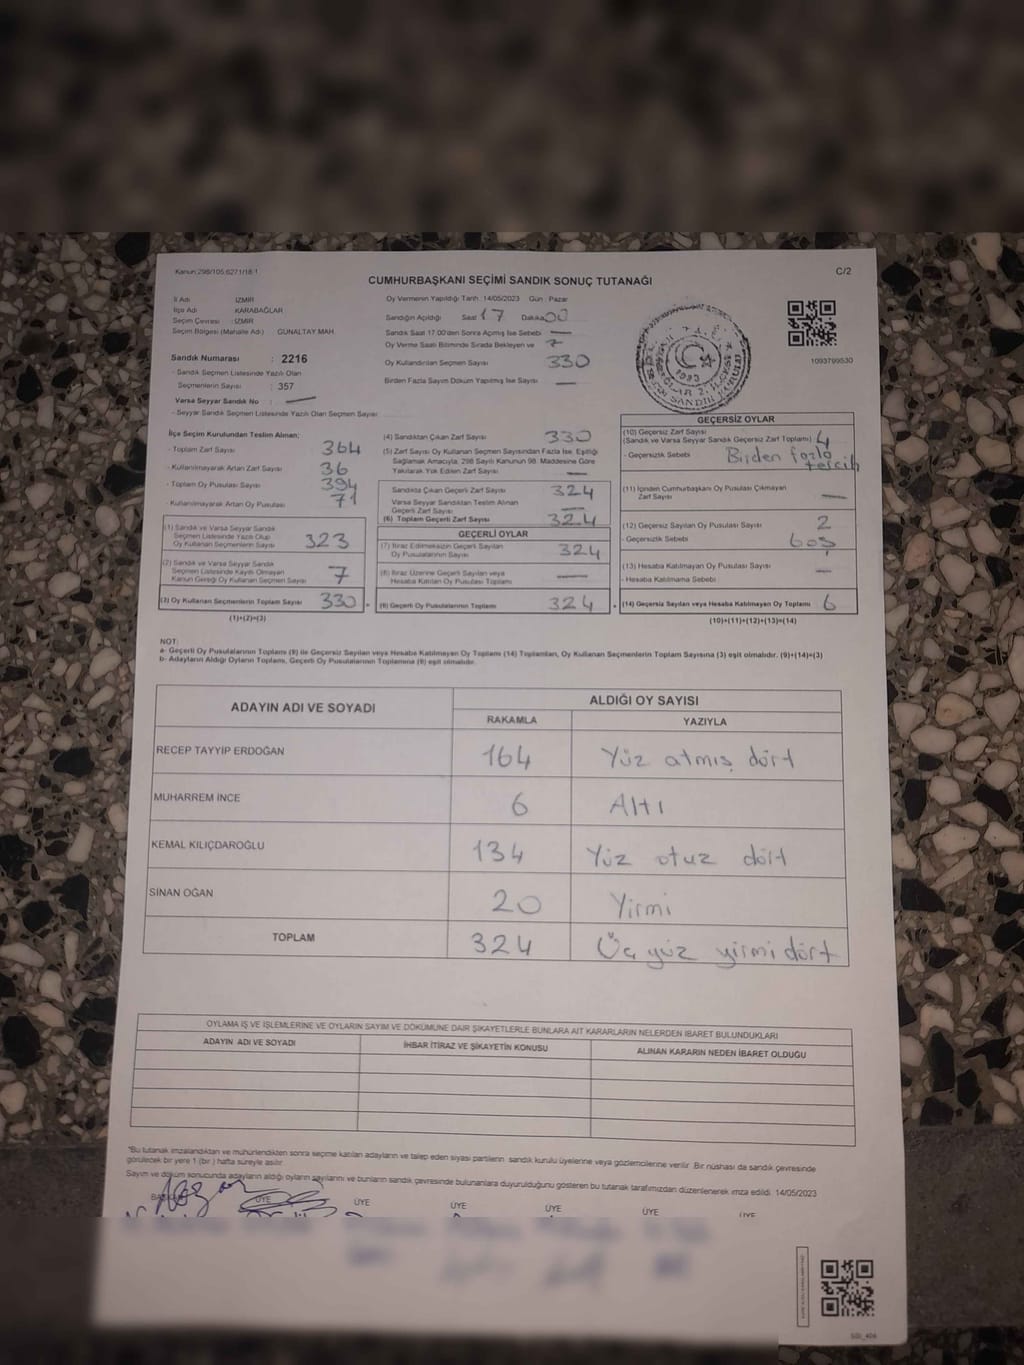 Kanun:298/105,6271/18-1
C/2
CUMHURBAŞKANI SEÇİMİ SANDIK SONUÇ TUTANAĞI
İl Adı : İZMİR
İlçe Adı : KARABAĞLAR
Seçim Çevresi : İZMİR
Seçim Bölgesi (Mahalle Adı) : GÜNALTAY MAH.
Sandık Numarası : 2216
- Sandık Seçmen Listesinde Yazılı Olan
Seçmenlerin Sayısı : 357
Varsa Seyyar Sandık No : —
- Seyyar Sandık Seçmen Listesinde Yazılı Olan Seçmen Sayısı
Oy Vermenin Yapıldığı Tarih :14/05/2023 Gün : Pazar
Sandığın Açıldığı Saat 17 Dakika 00
Sandık Saat 17:00'den Sonra Açılmış İse Sebebi —
Oy Verme Saati Bitiminde Sırada Bekleyen ve 7
Oy Kullandırılan Seçmen Sayısı 330
Birden Fazla Sayım Döküm Yapılmış İse Sayısı —
1093799530
İlçe Seçim Kurulundan Teslim Alınan;
- Toplam Zarf Sayısı 364
- Kullanılmayarak Artan Zarf Sayısı 36
- Toplam Oy Pusulası Sayısı 394
- Kullanılmayarak Artan Oy Pusulası 71
(1) Sandık ve Varsa Seyyar Sandık
Seçmen Listesinde Yazılı Olup
Oy Kullanan Seçmenlerin Sayısı 323
(2) Sandık ve Varsa Seyyar Sandık
Seçmen Listesinde Kayıtlı Olmayan
Kanun Gereği Oy Kullanan Seçmen Sayısı 7
(3) Oy Kullanan Seçmenlerin Toplam Sayısı 330 =
(1)+(2)=(3)
(4) Sandıktan Çıkan Zarf Sayısı 330
(5) Zarf Sayısı Oy Kullanan Seçmen Sayısından Fazla İse, Eşitliği
Sağlamak Amacıyla, 298 Sayılı Kanunun 98. Maddesine Göre
Yakılarak Yok Edilen Zarf Sayısı —
Sandıkta Çıkan Geçerli Zarf Sayısı 324
Varsa Seyyar Sandıktan Teslim Alınan
Geçerli Zarf Sayısı —
(6) Toplam Geçerli Zarf Sayısı 324
GEÇERLİ OYLAR
(7) İtiraz Edilmeksizin Geçerli Sayılan
Oy Pusulalarının Sayısı 324
(8) İtiraz Üzerine Geçerli Sayılan veya
Hesaba Katılan Oy Pusulası Toplamı —
(9) Geçerli Oy Pusulalarının Toplamı 324 +
GEÇERSİZ OYLAR
(10) Geçersiz Zarf Sayısı
(Sandık ve Varsa Seyyar Sandık Geçersiz Zarf Toplamı) 4
- Geçersizlik Sebebi Birden fazla
tercih
(11) İçinden Cumhurbaşkanı Oy Pusulası Çıkmayan
Zarf Sayısı —
(12) Geçersiz Sayılan Oy Pusulası Sayısı 2
- Geçersizlik Sebebi boş
(13) Hesaba Katılmayan Oy Pusulası Sayısı —
- Hesaba Katılmama Sebebi
(14) Geçersiz Sayılan veya Hesaba Katılmayan Oy Toplamı 6
(10)+(11)+(12)+(13)=(14)
NOT:
a- Geçerli Oy Pusulalarının Toplamı (9) ile Geçersiz Sayılan veya Hesaba Katılmayan Oy Toplamı (14) Toplamları, Oy Kullanan Seçmenlerin Toplam Sayısına (3) eşit olmalıdır. (9)+(14)=(3)
b- Adayların Aldığı Oyların Toplamı, Geçerli Oy Pusulalarının Toplamına (9) eşit olmalıdır.
ADAYIN ADI VE SOYADI
ALDIĞI OY SAYISI
RAKAMLA YAZIYLA
RECEP TAYYİP ERDOĞAN 164 Yüz atmış dört
MUHARREM İNCE 6 Altı
KEMAL KILIÇDAROĞLU 134 Yüz otuz dört
SİNAN OĞAN 20 Yirmi
TOPLAM 324 Üç yüz yirmi dört
OYLAMA İŞ VE İŞLEMLERİNE VE OYLARIN SAYIM VE DÖKÜMÜNE DAİR ŞİKAYETLERLE BUNLARA AİT KARARLARIN NELERDEN İBARET BULUNDUKLARI
ADAYIN ADI VE SOYADI İHBAR İTİRAZ VE ŞİKAYETİN KONUSU ALINAN KARARIN NEDEN İBARET OLDUĞU
*Bu tutanak imzalandıktan ve mühürlendikten sonra seçime katılan adayların ve talep eden siyasi partilerin sandık kurulu üyelerine veya gözlemcilerine verilir. Bir nüshası da sandık çevresinde
görülecek bir yere 1 (bir ) hafta süreyle asılır.
Sayım ve döküm sonucunda adayların aldığı oyların sayılarını ve bunların sandık çevresinde bulunanlara duyurulduğunu gösteren bu tutanak tarafımızdan düzenlenerek imza edildi. 14/05/2023
BAŞKAN ÜYE ÜYE ÜYE ÜYE ÜYE ÜYE